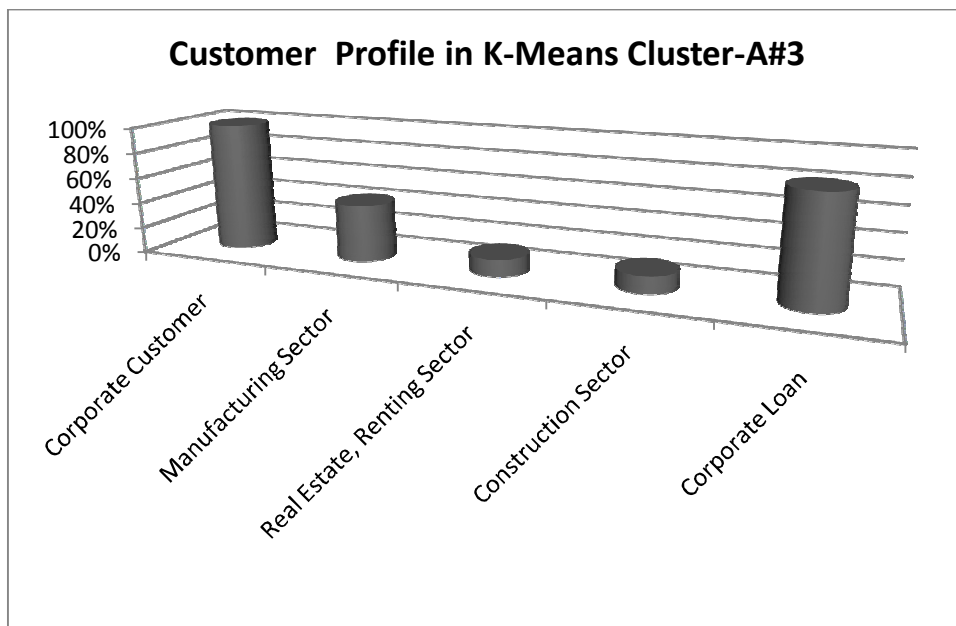 Customer  Profile in K-Means Cluster-A#3
100%
80%
60%
40%
20%
0%
Corporate Customer
Manufacturing Sector
Real Estate, Renting Sector
Construction Sector
Corporate Loan